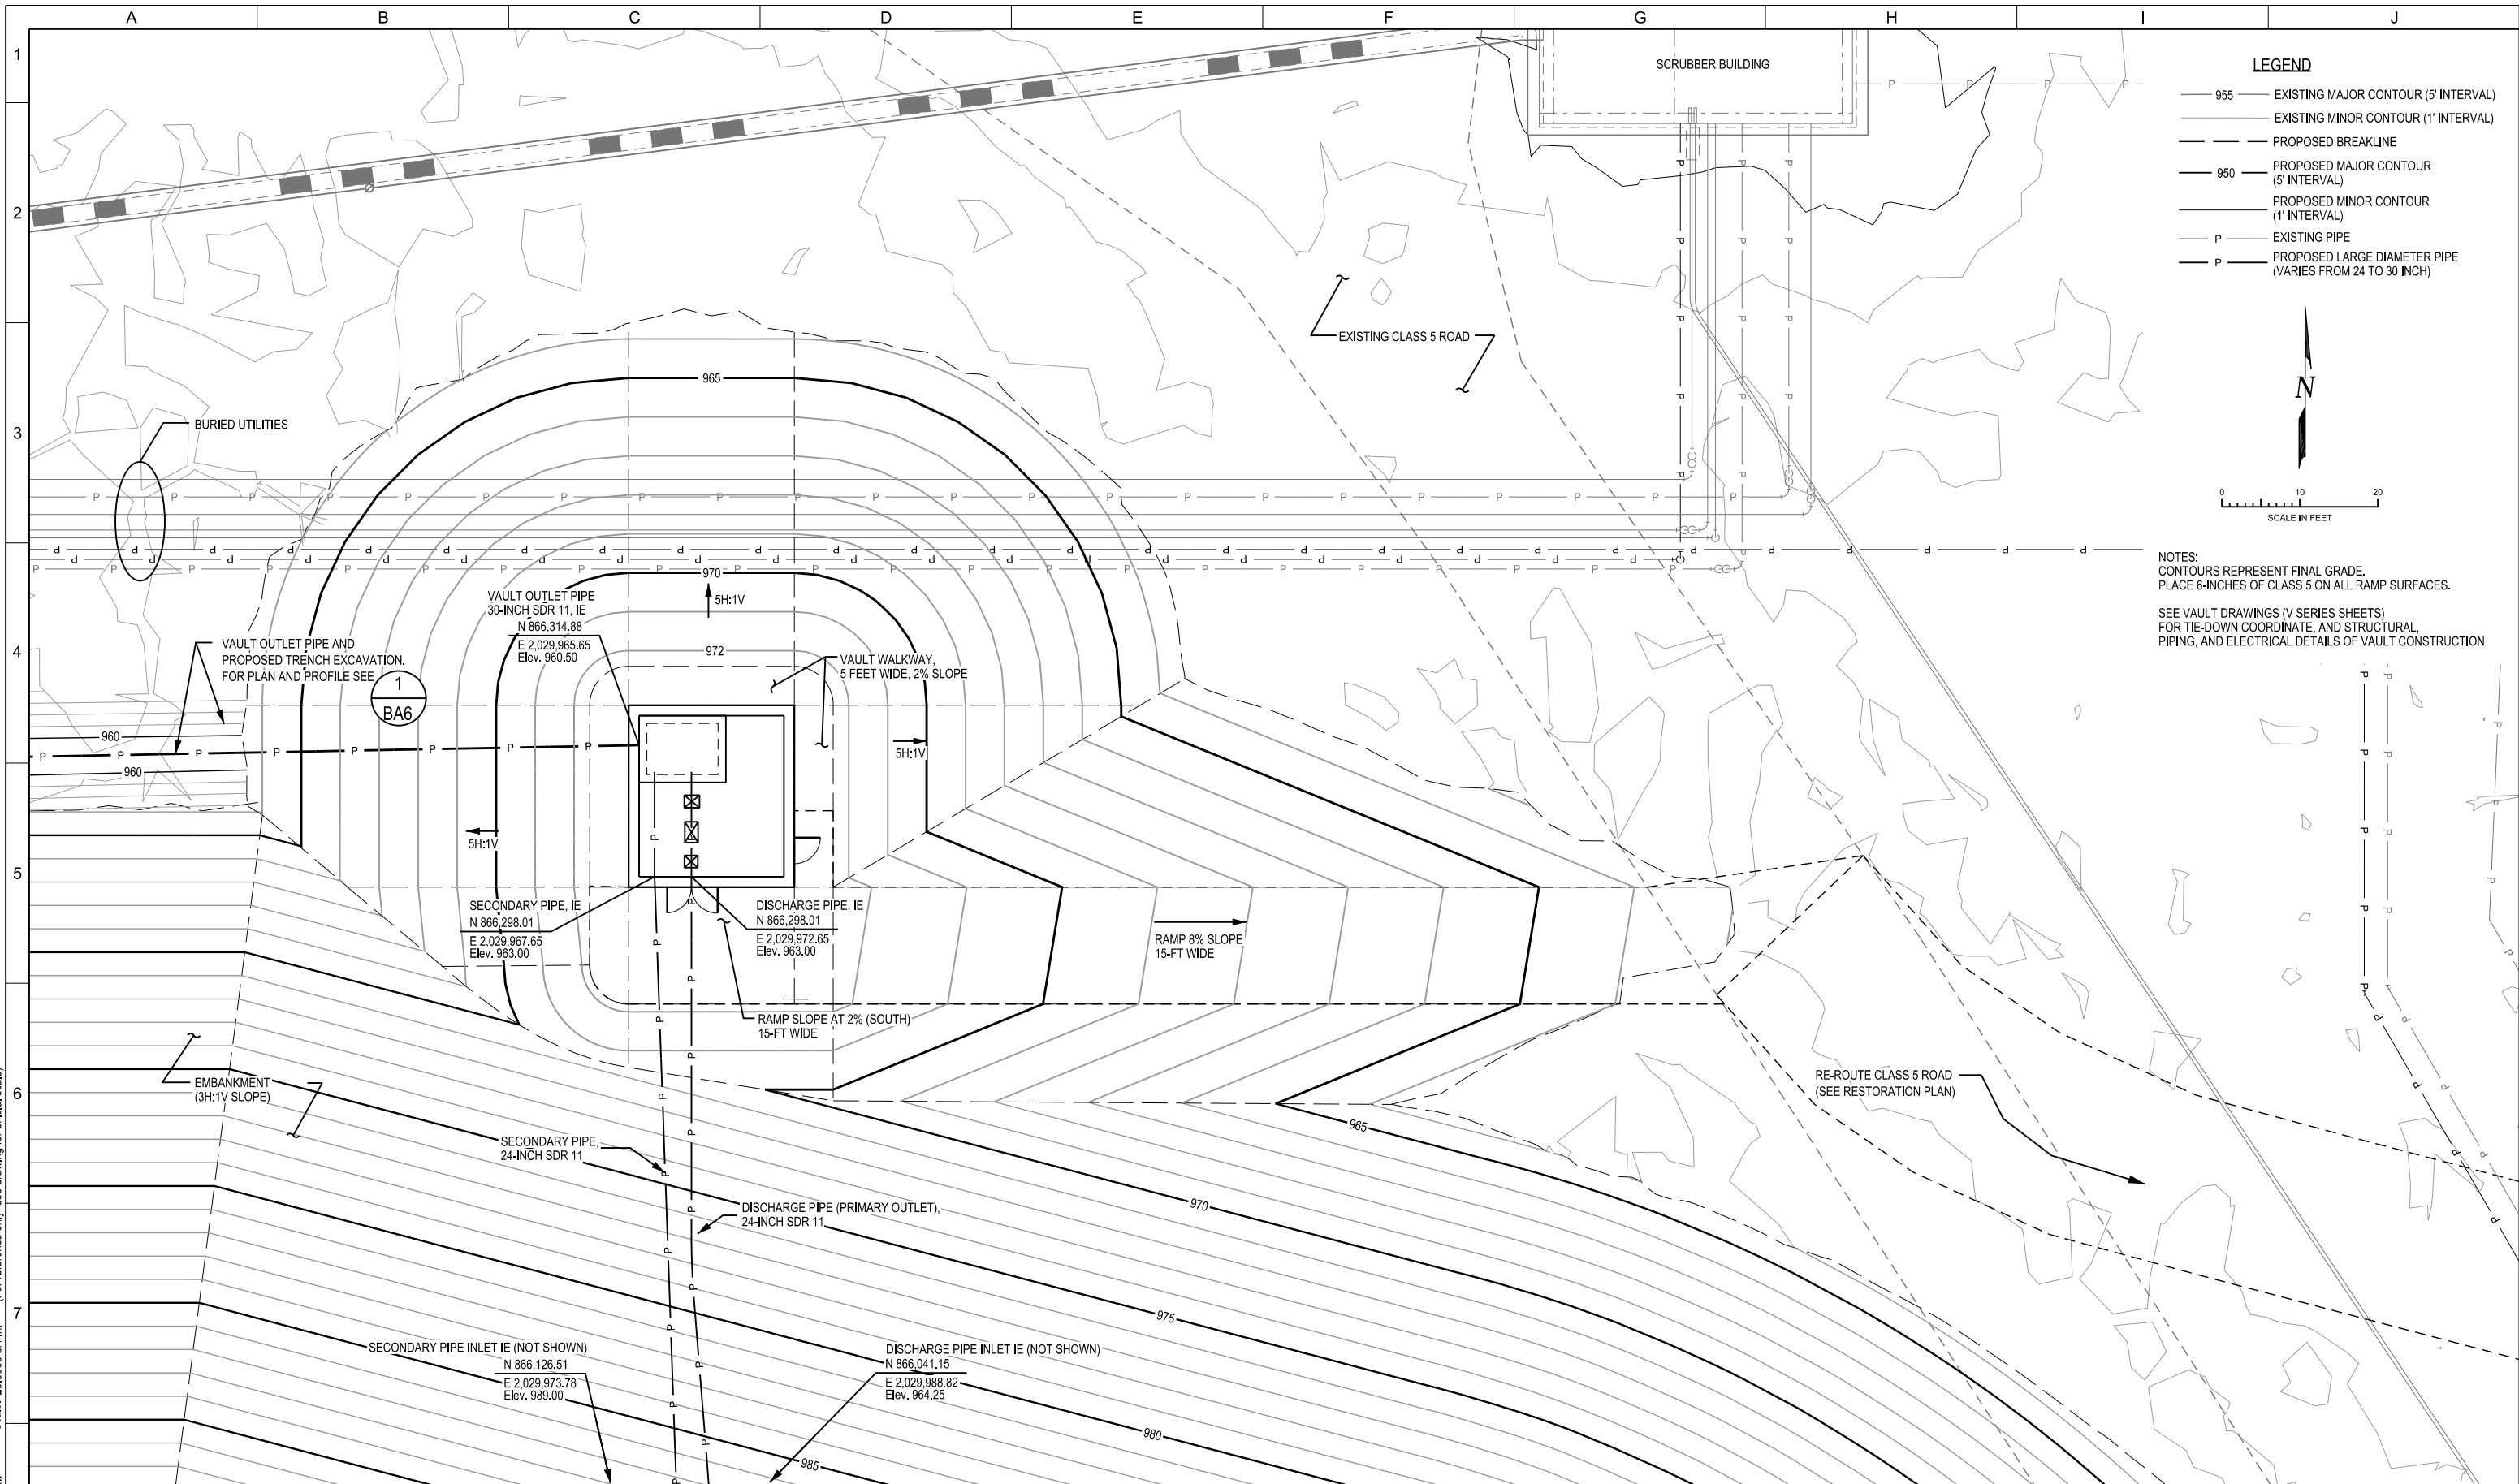 A B C D E F G H I J
1
2
3
4
5
6
7
SCRUBBER BUILDING
LEGEND
955 EXISTING MAJOR CONTOUR (5' INTERVAL)
EXISTING MINOR CONTOUR (1' INTERVAL)
PROPOSED BREAKLINE
950 PROPOSED MAJOR CONTOUR
(5' INTERVAL)
PROPOSED MINOR CONTOUR
(1' INTERVAL)
P EXISTING PIPE
P PROPOSED LARGE DIAMETER PIPE
(VARIES FROM 24 TO 30 INCH)
N
0 10 20
SCALE IN FEET
NOTES:
CONTOURS REPRESENT FINAL GRADE.
PLACE 6-INCHES OF CLASS 5 ON ALL RAMP SURFACES.
SEE VAULT DRAWINGS (V SERIES SHEETS)
FOR TIE-DOWN COORDINATE, AND STRUCTURAL,
PIPING, AND ELECTRICAL DETAILS OF VAULT CONSTRUCTION
EXISTING CLASS 5 ROAD
965
BURIED UTILITIES
970
5H:1V
VAULT OUTLET PIPE
30-INCH SDR 11, IE
N 866,314.88
E 2,029,965.65
Elev. 960.50
972
VAULT OUTLET PIPE AND
PROPOSED TRENCH EXCAVATION.
FOR PLAN AND PROFILE SEE
1
BA6
VAULT WALKWAY,
5 FEET WIDE, 2% SLOPE
960
960
5H:1V
5H:1V
SECONDARY PIPE, IE
N 866,298.01
E 2,029,967.65
Elev. 963.00
DISCHARGE PIPE, IE
N 866,298.01
E 2,029,972.65
Elev. 963.00
RAMP 8% SLOPE
15-FT WIDE
RAMP SLOPE AT 2% (SOUTH)
15-FT WIDE
EMBANKMENT
(3H:1V SLOPE)
RE-ROUTE CLASS 5 ROAD
(SEE RESTORATION PLAN)
965
SECONDARY PIPE,
24-INCH SDR 11
DISCHARGE PIPE (PRIMARY OUTLET),
24-INCH SDR 11
970
975
SECONDARY PIPE INLET IE (NOT SHOWN)
N 866,126.51
E 2,029,973.78
Elev. 989.00
DISCHARGE PIPE INLET IE (NOT SHOWN)
N 866,041.15
E 2,029,988.82
Elev. 964.25
980
985